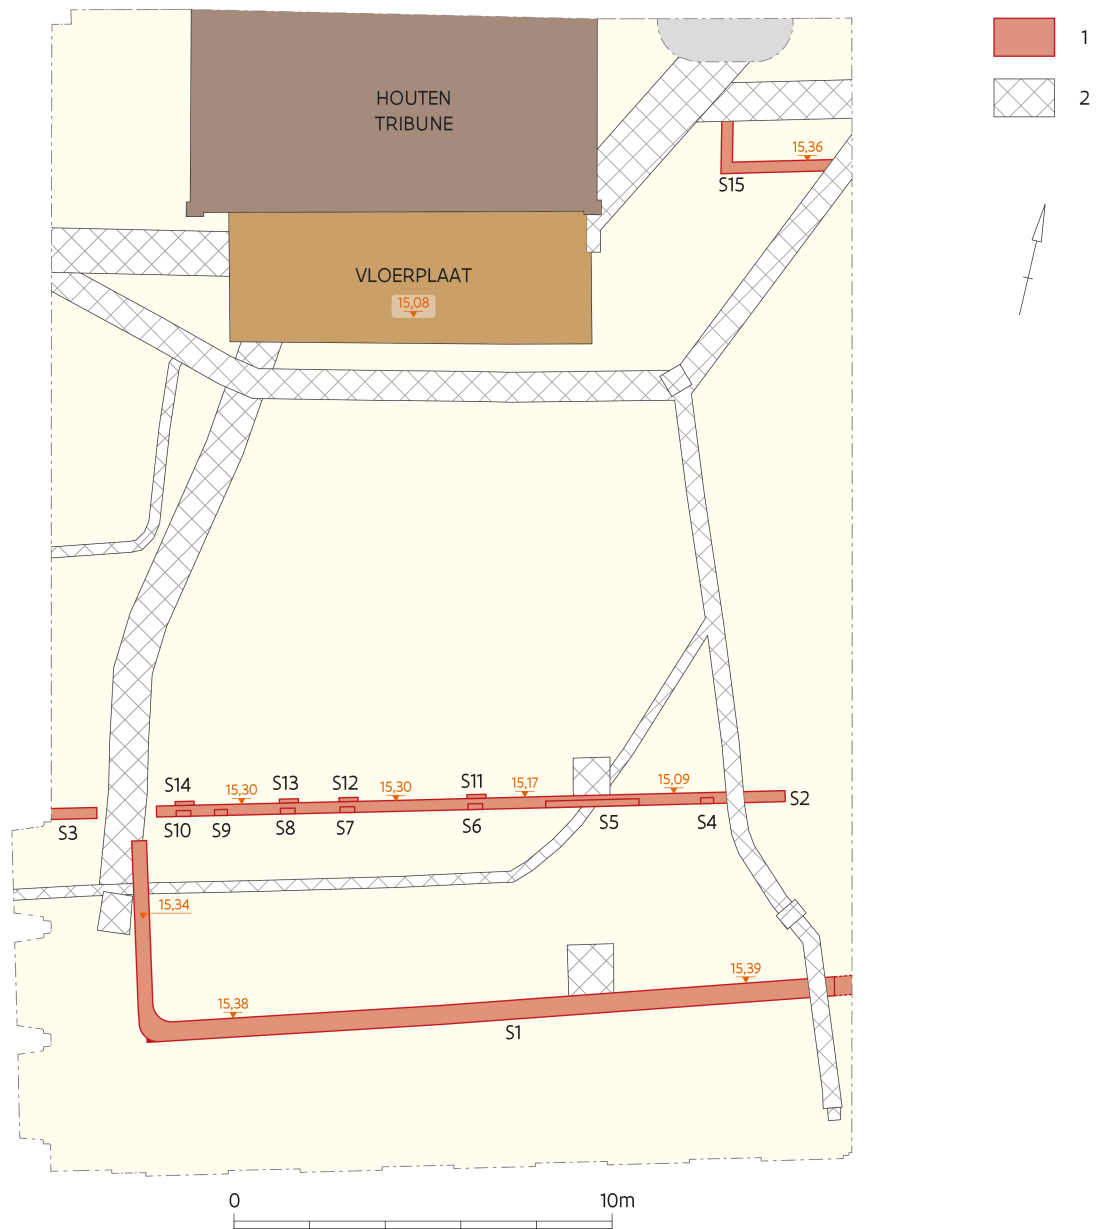 HOUTEN
TRIBUNE
1
2
15,36
S15
VLOERPLAAT
15,08
S14
S13
S12
S11
15,30
15,30
15,17
15,09
S2
S3
S10
S9
S8
S7
S6
S5
S4
15,34
15,38
15,39
S1
0
10m